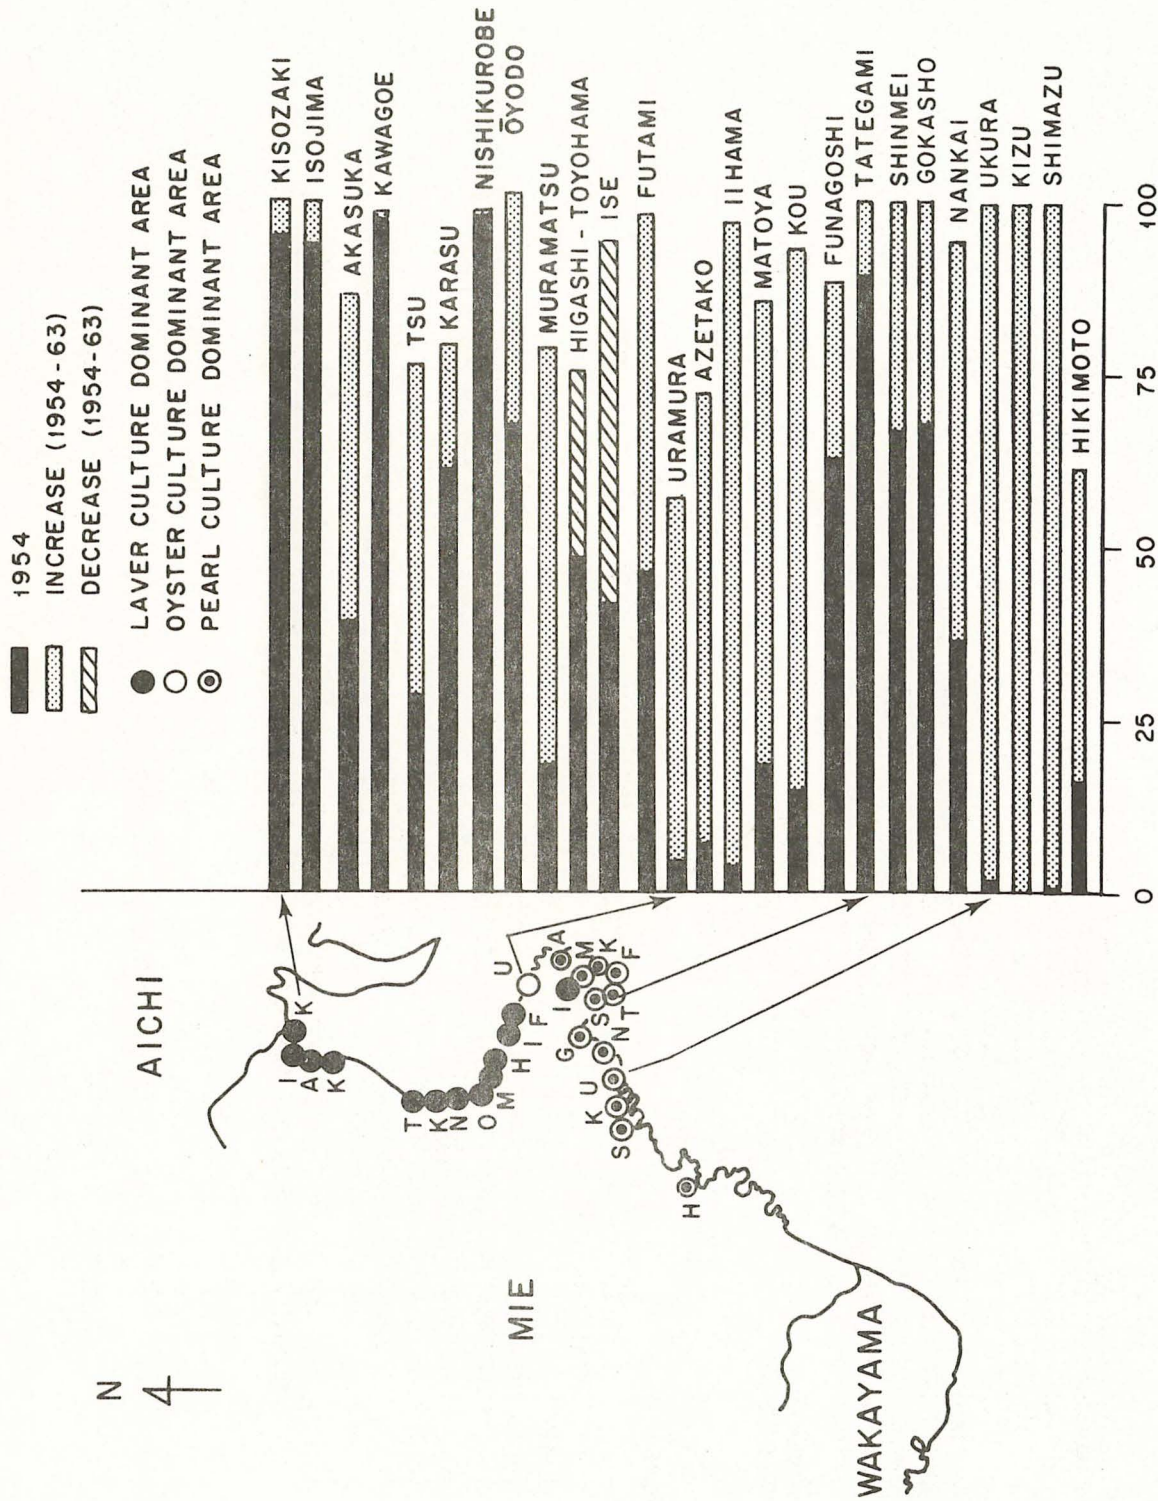 1954
INCREASE (1954-63)
DECREASE (1954-63)
LAVER CULTURE DOMINANT AREA
OYSTER CULTURE DOMINANT AREA
PEARL CULTURE DOMINANT AREA
N
AICHI
MIE
WAKAYAMA
K
I
A
K
T
K
N
O
M
H
I
F
U
A
I
M
K
F
S
T
G
N
U
K
S
H
KISOZAKI
ISOJIMA
AKASUKA
KAWAGOE
TSU
KARASU
NISHIKUROBE
ŌYODO
MURAMATSU
HIGASHI-TOYOHAMA
ISE
FUTAMI
URAMURA
AZETAKO
IIHAMA
MATOYA
KOU
FUNAGOSHI
TATEGAMI
SHINMEI
GOKASHO
NANKAI
UKURA
KIZU
SHIMAZU
HIKIMOTO
0
25
50
75
100